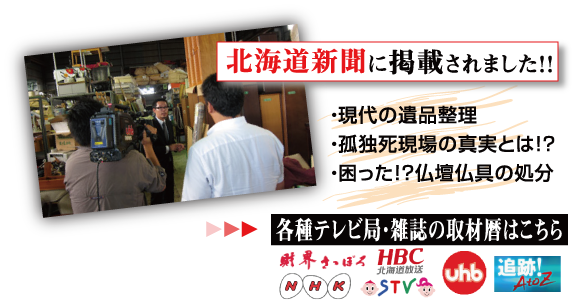 北海道新聞に掲載されました!!
・現代の遺品整理
・孤独死現場の真実とは!?
・困った!?仏壇仏具の処分
各種テレビ局・雑誌の取材暦はこちら
財界さっぽろ
HBC
北海道放送
uhb
追跡!
AtoZ
NHK
STV